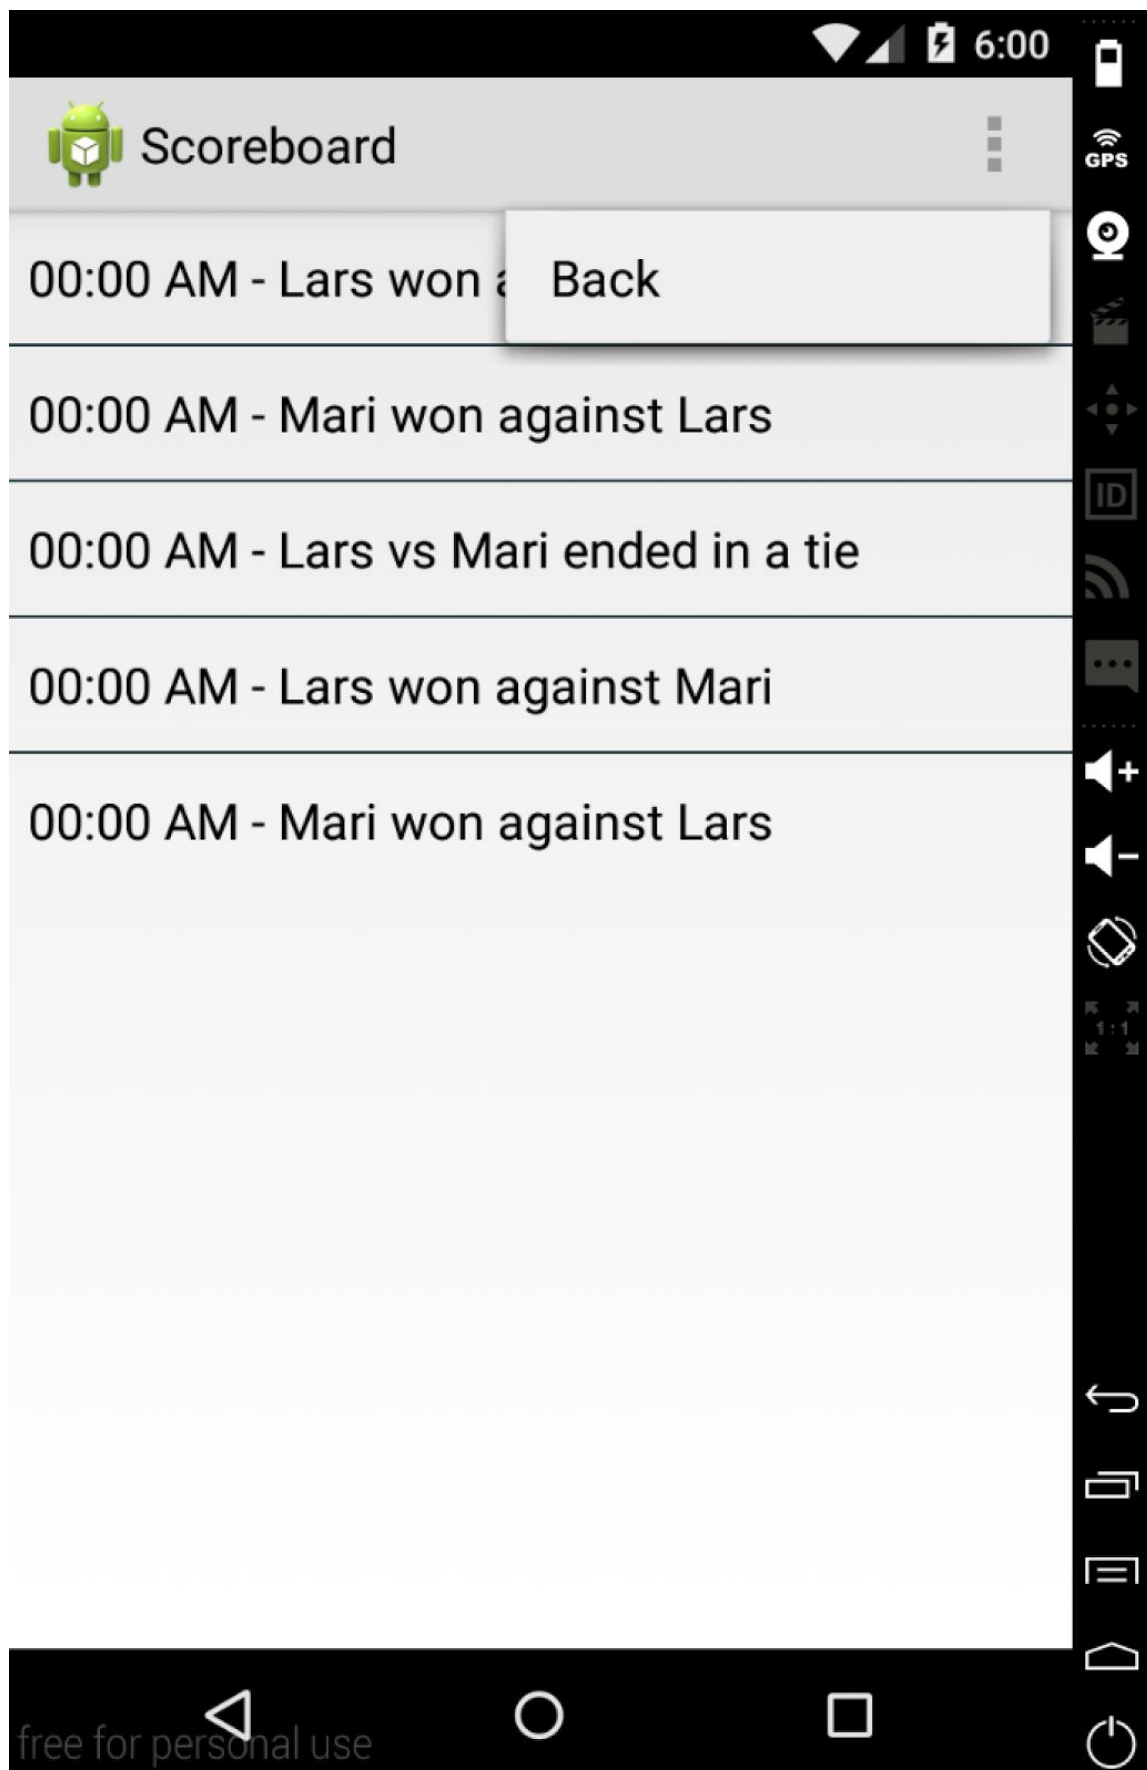 6:00
Scoreboard
GPS
Back
00:00 AM - Lars won
00:00 AM - Mari won against Lars
ID
00:00 AM - Lars vs Mari ended in a tie
00:00 AM - Lars won against Mari
00:00 AM - Mari won against Lars
1:1
free for personal use